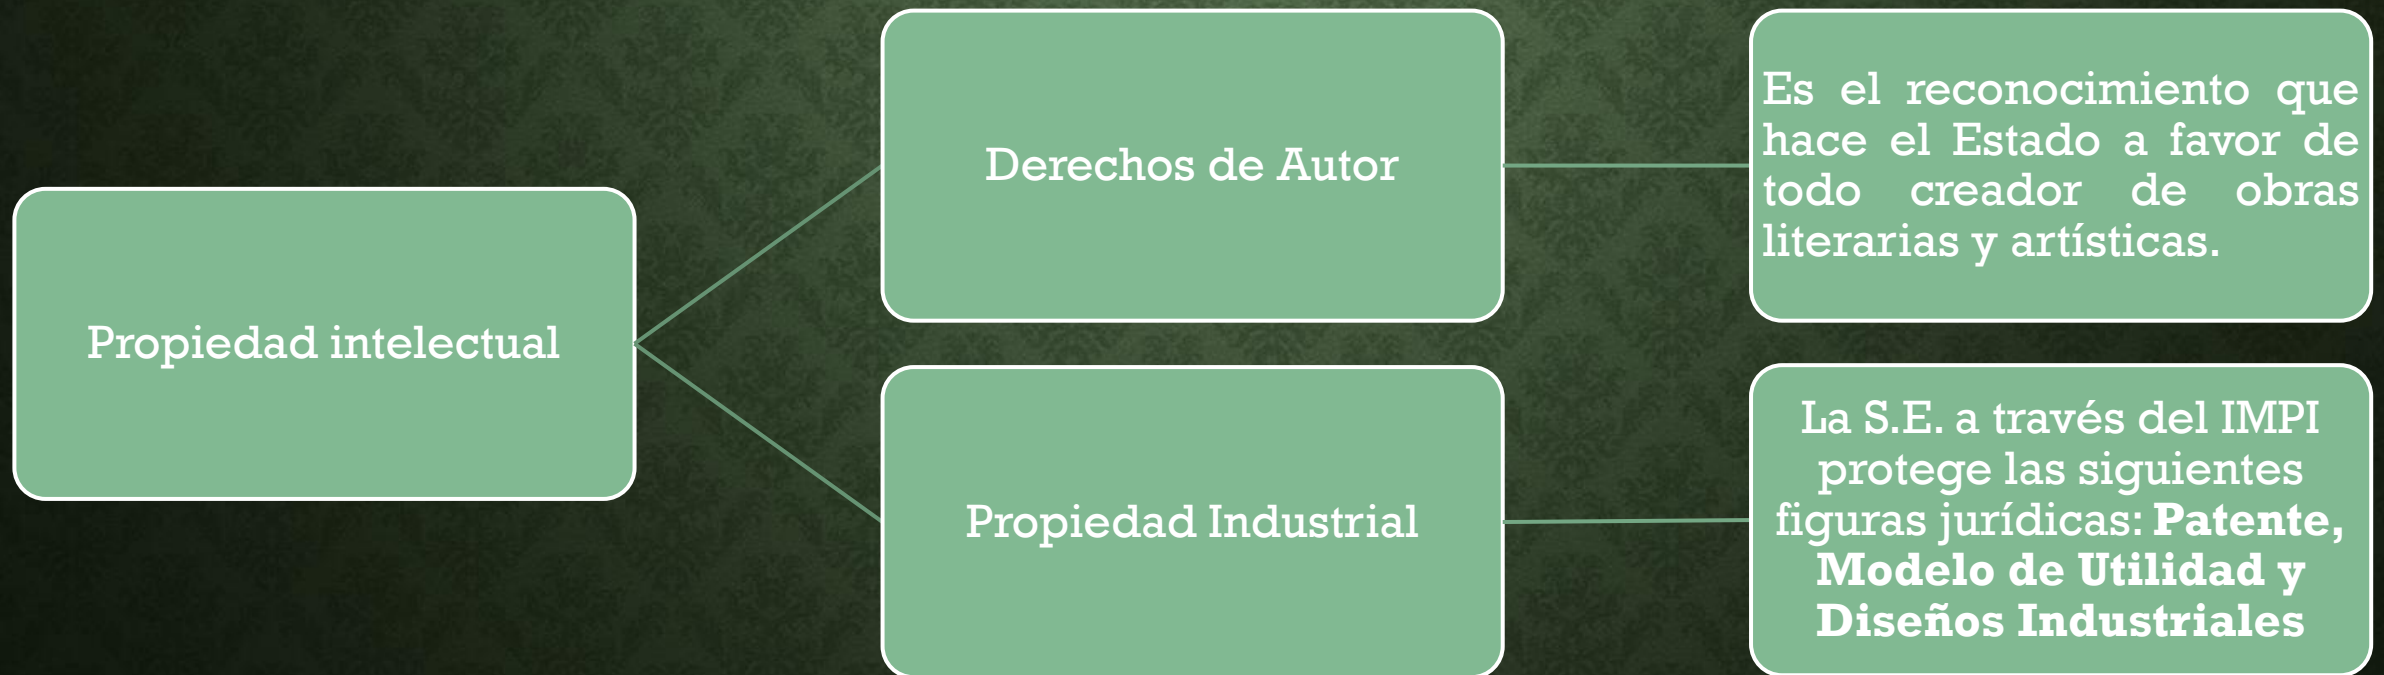 Propiedad intelectual
Derechos de Autor
Es el reconocimiento que
hace el Estado a favor de
todo creador de obras
literarias y artísticas.
Propiedad Industrial
La S.E. a través del IMPI
protege las siguientes
figuras jurídicas: Patente,
Modelo de Utilidad y
Diseños Industriales